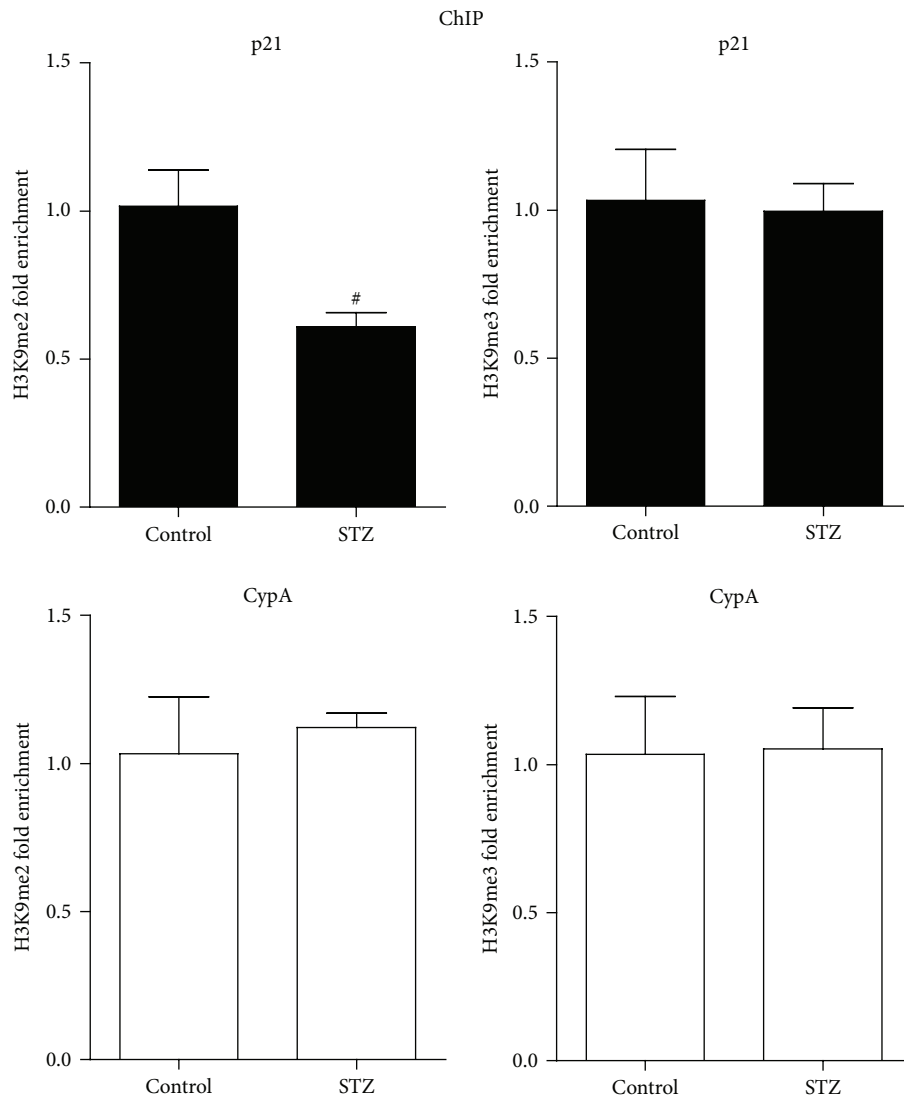 ChIP
p21
H3K9me2 fold enrichment
1.5
1.0
0.5
0.0
#
Control
STZ
p21
H3K9me3 fold enrichment
1.5
1.0
0.5
0.0
Control
STZ
CypA
H3K9me2 fold enrichment
1.5
1.0
0.5
0.0
Control
STZ
CypA
H3K9me3 fold enrichment
1.5
1.0
0.5
0.0
Control
STZ